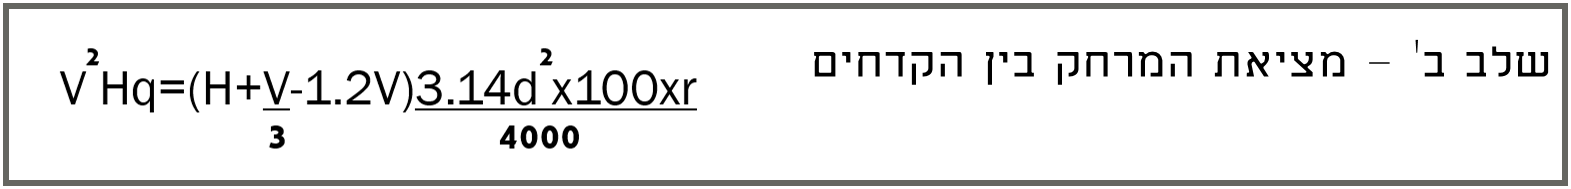 שלב ב' – מציאת המרחק בין הקדחים
V²Hq=(H+V-1.2V)3.14d²x100xr
3 4000